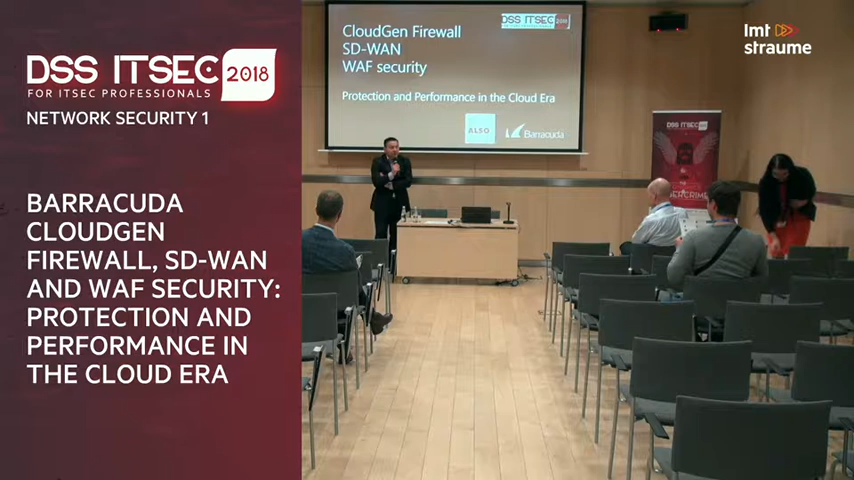 DSS ITSEC 2018
FOR ITSEC PROFESSIONALS
NETWORK SECURITY 1
BARRACUDA
CLOUDGEN
FIREWALL, SD-WAN
AND WAF SECURITY:
PROTECTION AND
PERFORMANCE IN
THE CLOUD ERA
DSS ITSEC
CloudGen Firewall
SD-WAN
WAF security
Protection and Performance in the Cloud Era
ALSO
Barracuda
lmt
straume
DSS ITSEC